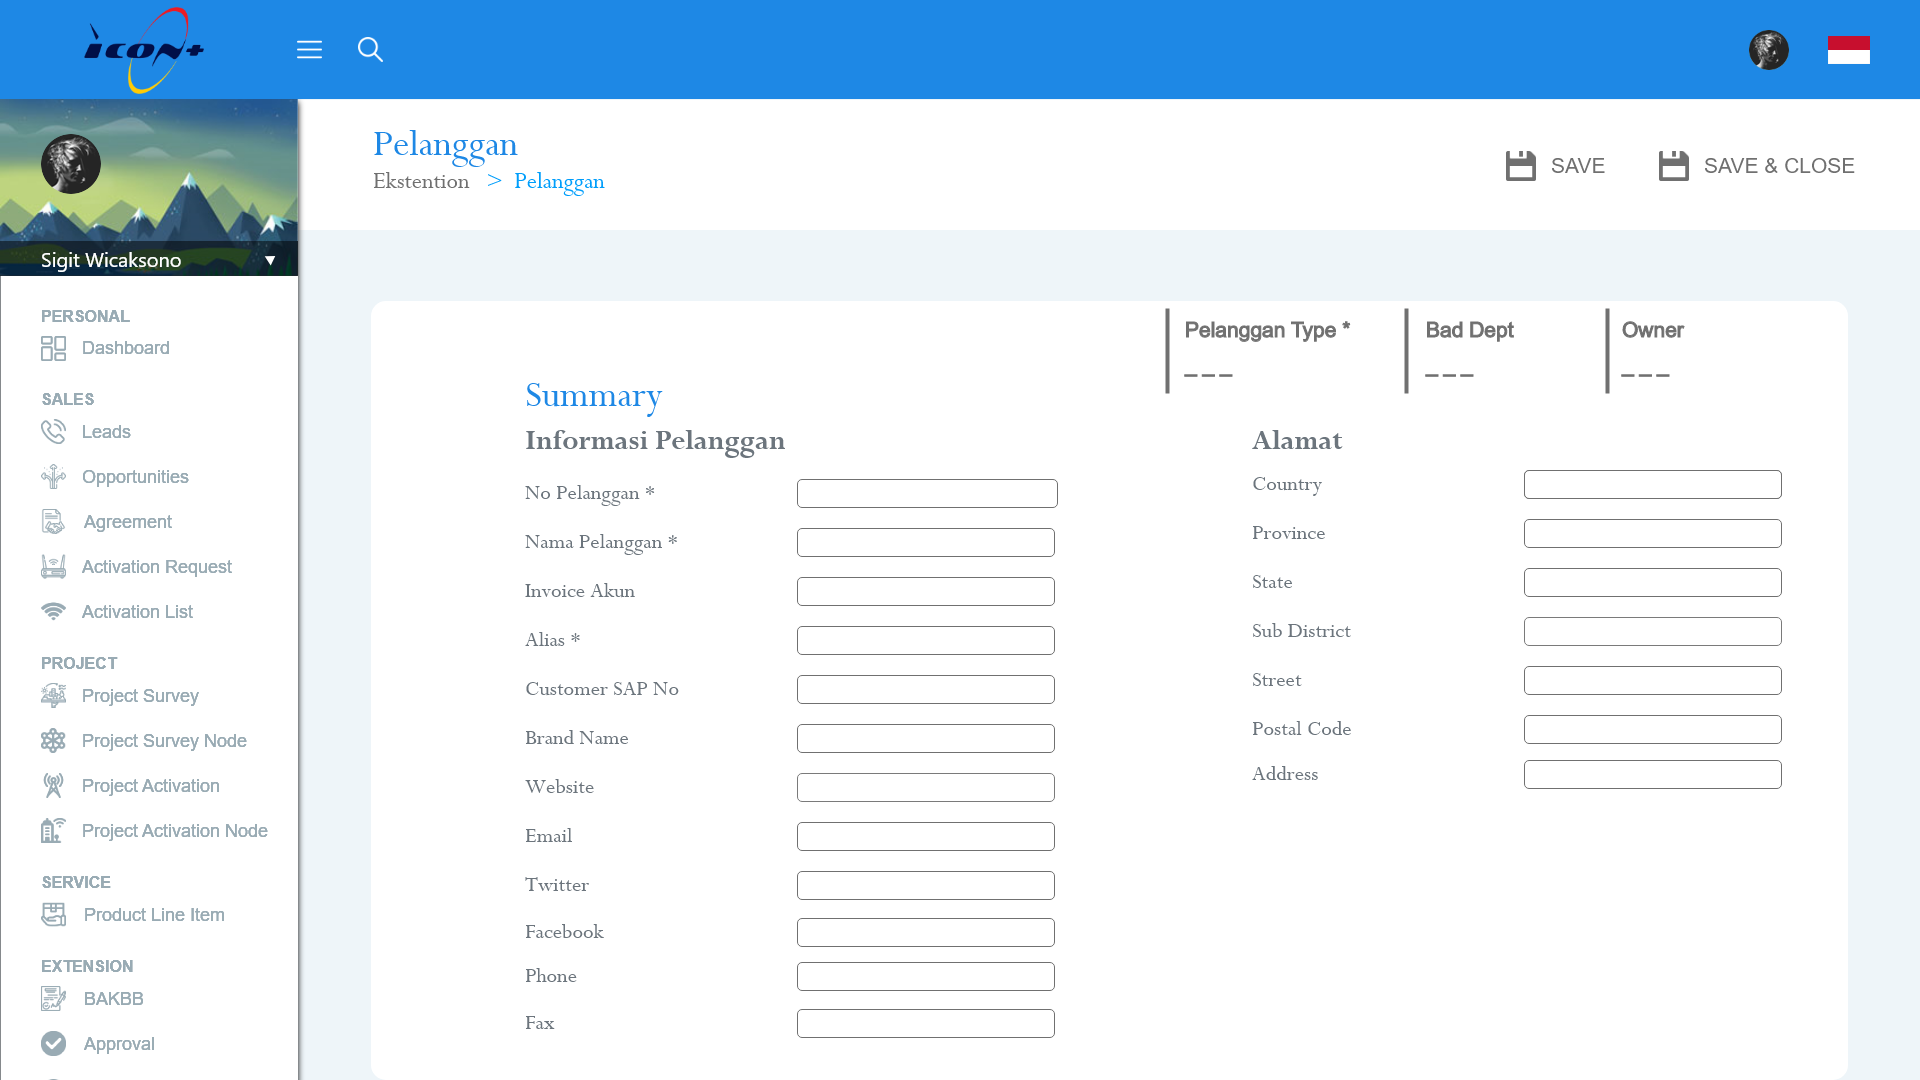 icon+
Sigit Wicaksono
PERSONAL
Dashboard
SALES
Leads
Opportunities
Agreement
Activation Request
Activation List
PROJECT
Project Survey
Project Survey Node
Project Activation
Project Activation Node
SERVICE
Product Line Item
EXTENSION
BAKBB
Approval
Pelanggan
Ekstention > Pelanggan
SAVE
SAVE & CLOSE
Pelanggan Type *
---
Bad Dept
---
Owner
---
Summary
Informasi Pelanggan
No Pelanggan *
Nama Pelanggan *
Invoice Akun
Alias *
Customer SAP No
Brand Name
Website
Email
Twitter
Facebook
Phone
Fax
Alamat
Country
Province
State
Sub District
Street
Postal Code
Address